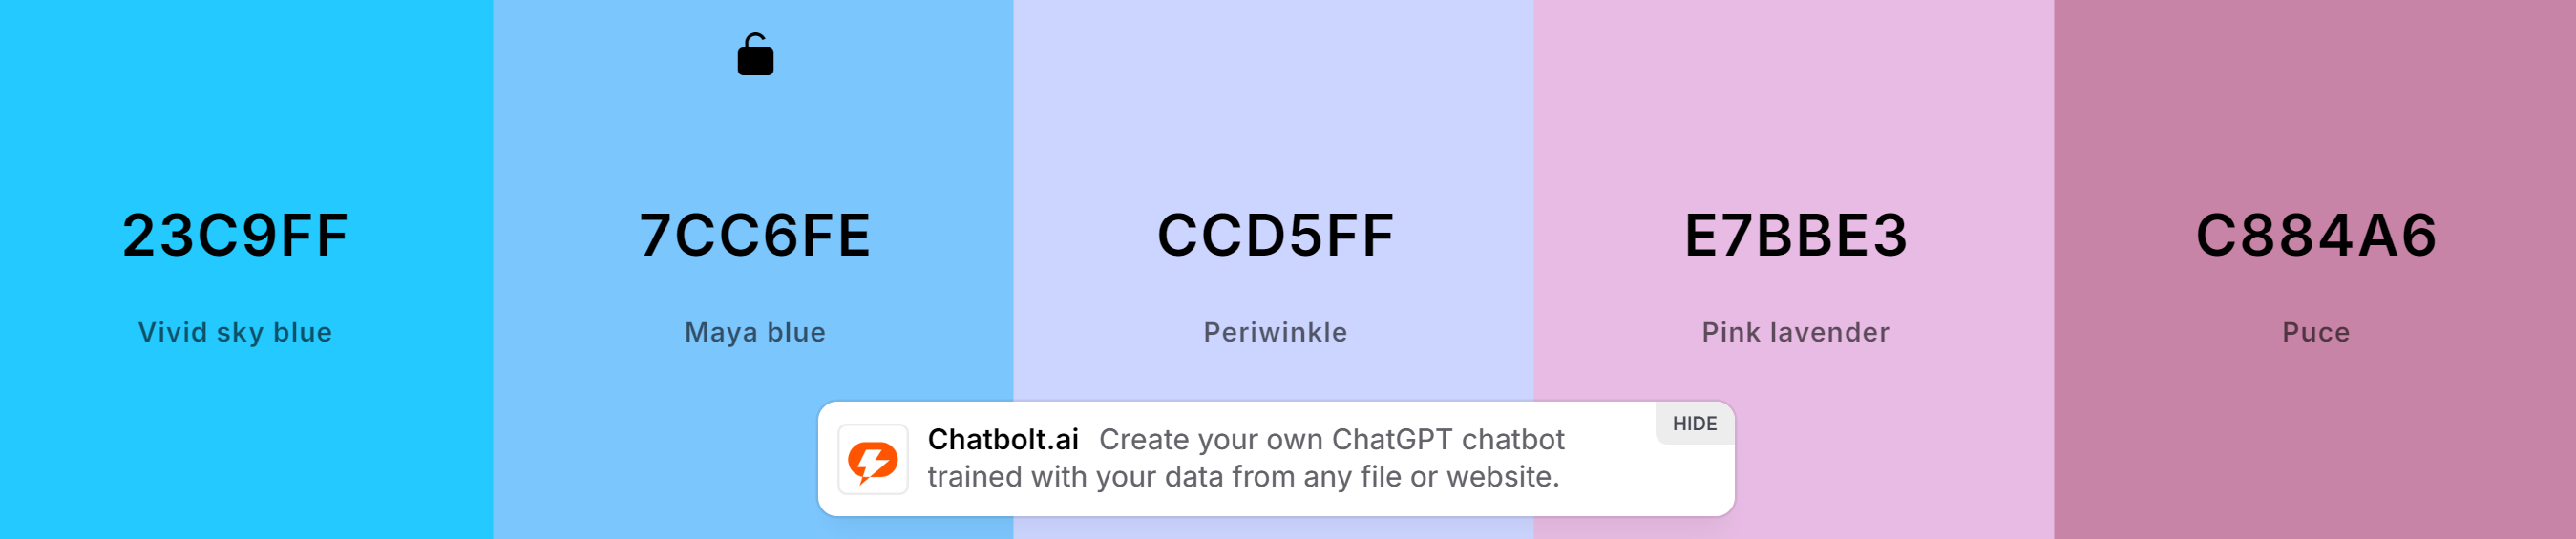 23C9FF
Vivid sky blue
7CC6FE
Maya blue
CCD5FF
Periwinkle
E7BBE3
Pink lavender
C884A6
Puce
Chatbolt.ai Create your own ChatGPT chatbot
trained with your data from any file or website.
HIDE